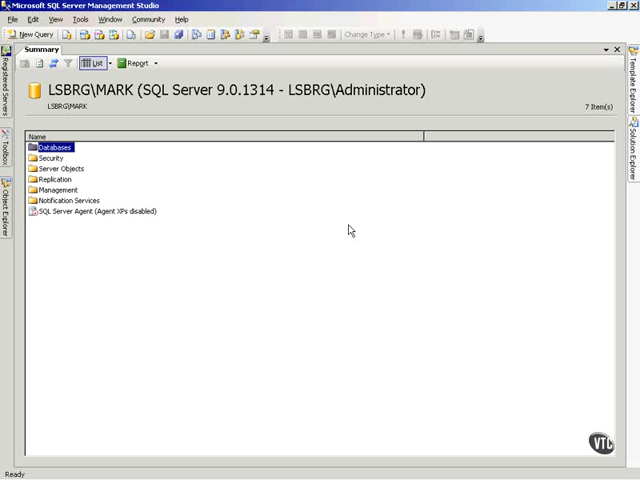 Microsoft SQL Server Management Studio
File Edit View Tools Window Community Help
New Query Change Type
Summary
List Report
LSBRG\MARK (SQL Server 9.0.1314 - LSBRG\Administrator)
LSBRG\MARK 7 Item(s)
Name
Databases
Security
Server Objects
Replication
Management
Notification Services
SQL Server Agent (Agent XPs disabled)
Registered Servers
Toolbox
Object Explorer
Template Explorer
Solution Explorer
VTC
Ready